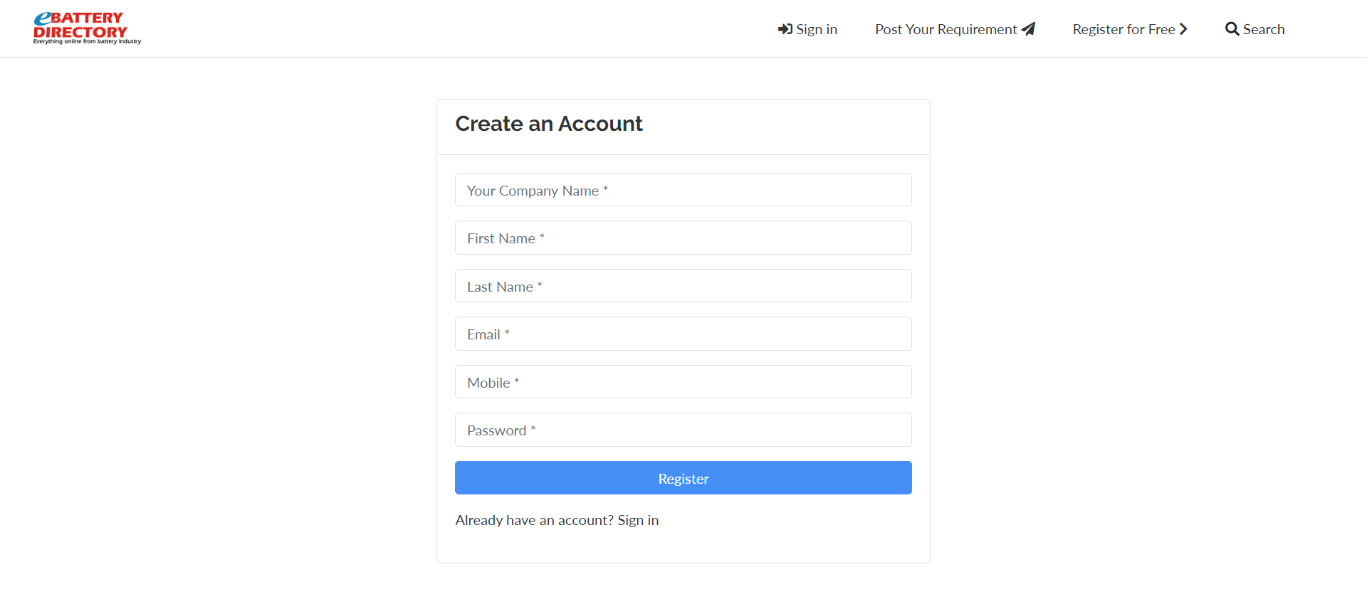 eBATTERY
DIRECTORY
Everything online from battery industry
Sign in
Post Your Requirement
Register for Free
Search
Create an Account
Your Company Name *
First Name *
Last Name *
Email *
Mobile *
Password *
Register
Already have an account? Sign in